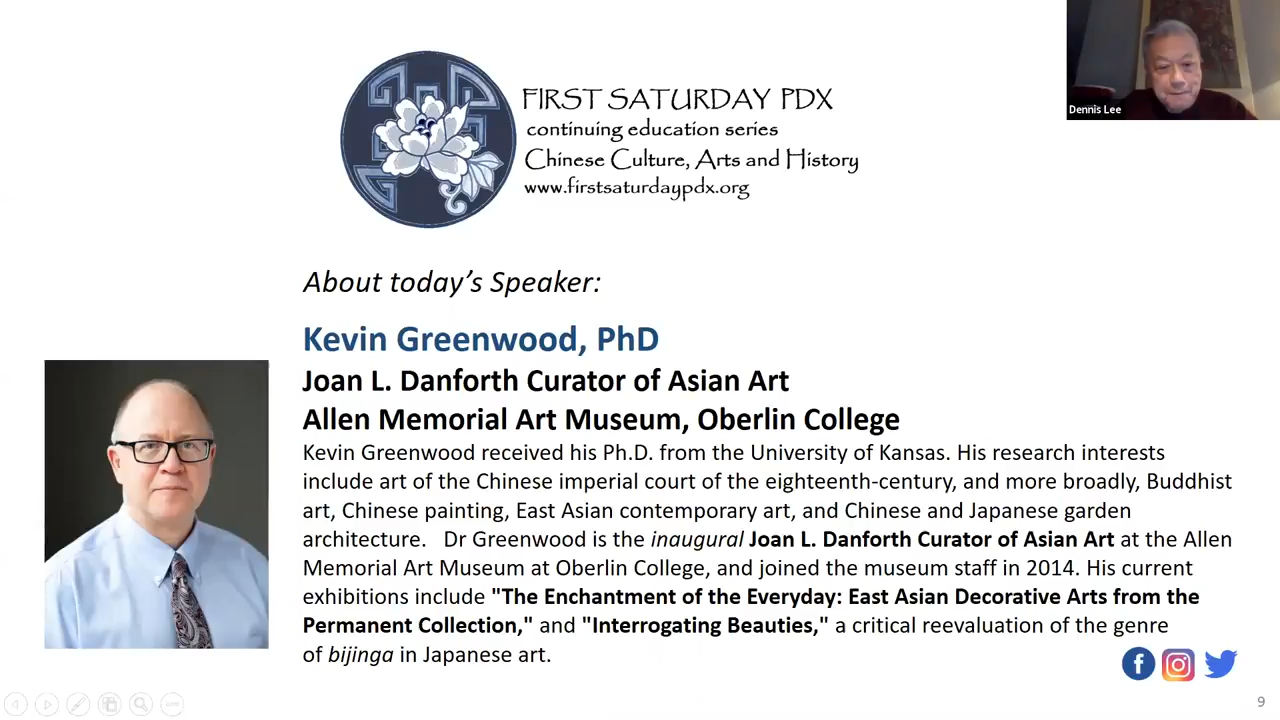 FIRST SATURDAY PDX
continuing education series
Chinese Culture, Arts and History
www.firstsaturdaypdx.org
Dennis Lee
About today's Speaker:
Kevin Greenwood, PhD
Joan L. Danforth Curator of Asian Art
Allen Memorial Art Museum, Oberlin College
Kevin Greenwood received his Ph.D. from the University of Kansas. His research interests
include art of the Chinese imperial court of the eighteenth-century, and more broadly, Buddhist
art, Chinese painting, East Asian contemporary art, and Chinese and Japanese garden
architecture. Dr Greenwood is the inaugural Joan L. Danforth Curator of Asian Art at the Allen
Memorial Art Museum at Oberlin College, and joined the museum staff in 2014. His current
exhibitions include "The Enchantment of the Everyday: East Asian Decorative Arts from the
Permanent Collection," and "Interrogating Beauties," a critical reevaluation of the genre
of bijinga in Japanese art.
9